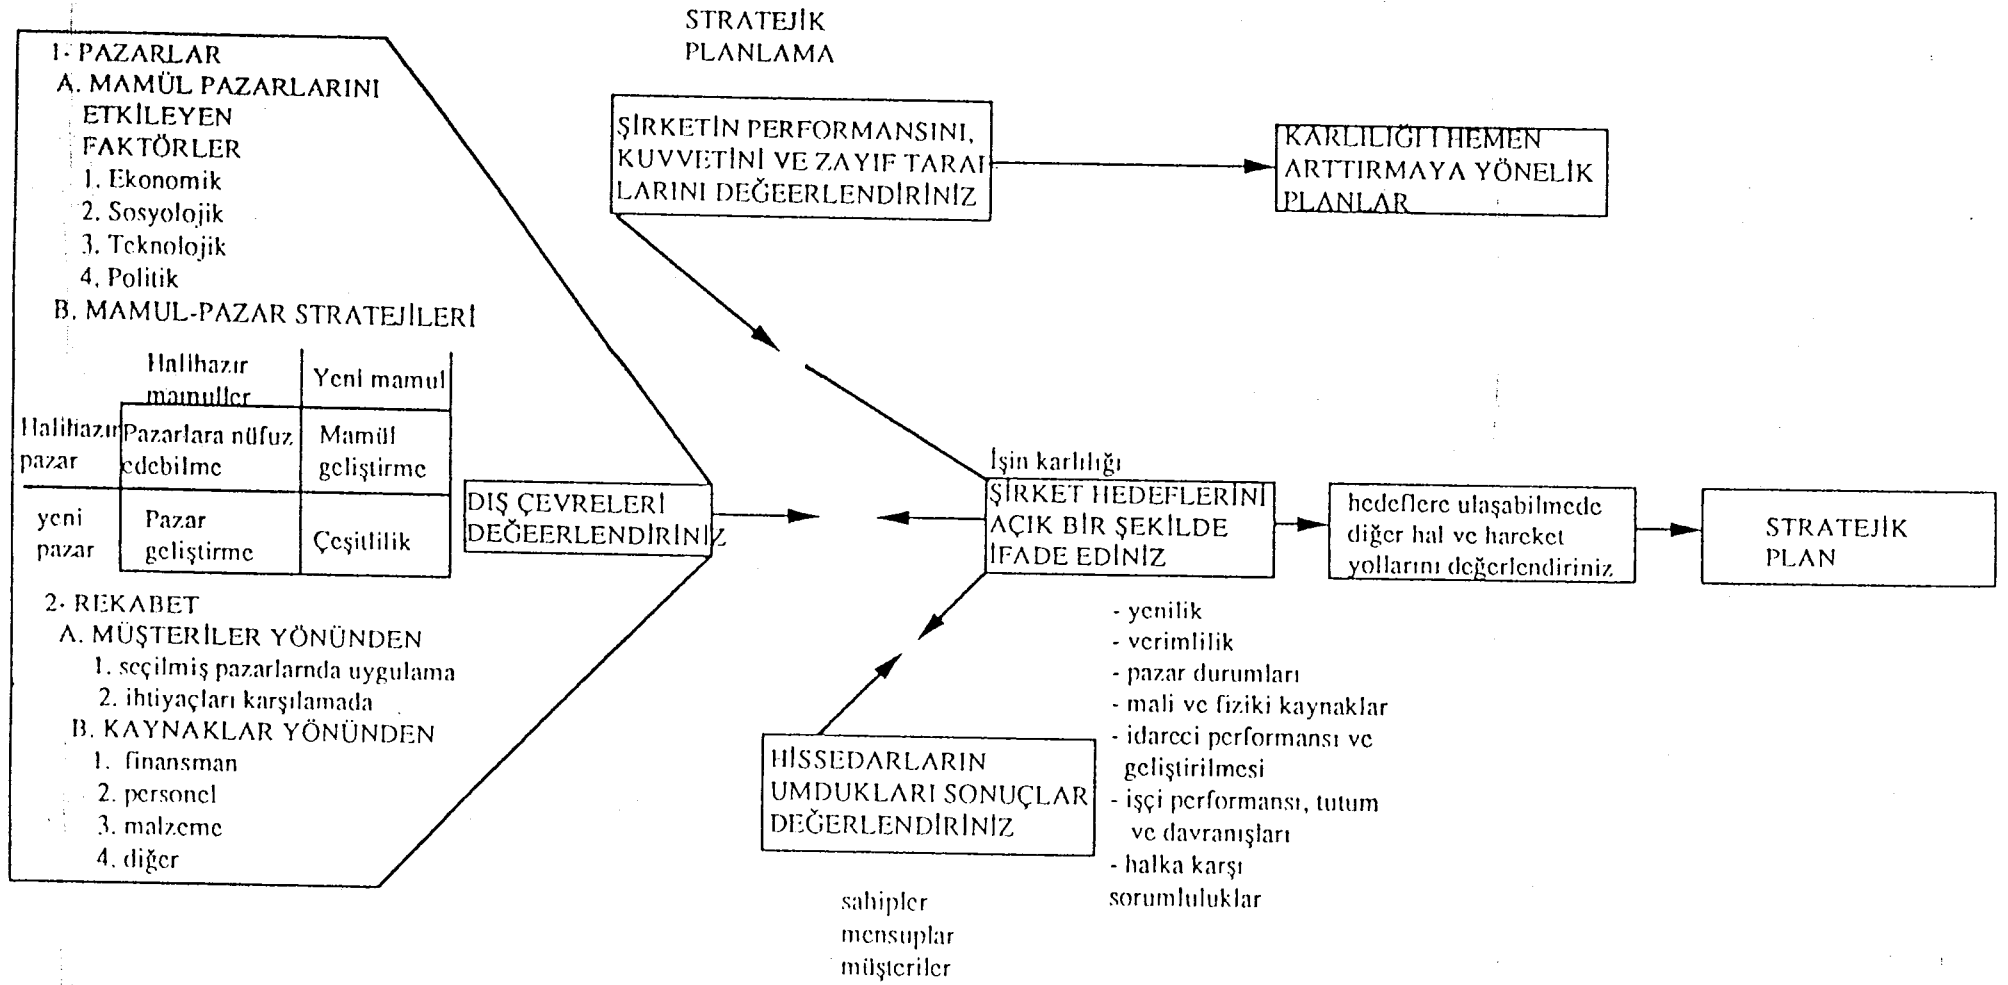 STRATEJİK
PLANLAMA
1- PAZARLAR
A. MAMÜL PAZARLARINI
ETKİLEYEN
FAKTÖRLER
1. Ekonomik
2. Sosyolojik
3. Teknolojik
4. Politik
B. MAMUL-PAZAR STRATEJİLERİ
Halihazır
mamuller
Yeni mamul
Halihazır
pazar
Pazarlara nüfuz
edebilme
Mamül
geliştirme
yeni
pazar
Pazar
geliştirme
Çeşitlilik
2- REKABET
A. MÜŞTERİLER YÖNÜNDEN
1. seçilmiş pazarlarnda uygulama
2. ihtiyaçları karşılamada
B. KAYNAKLAR YÖNÜNDEN
1. finansman
2. personel
3. malzeme
4. diğer
DIŞ ÇEVRELERİ
DEĞEERLENDİRİNİZ
ŞİRKETİN PERFORMANSINI,
KUVVETİNİ VE ZAYIF TARAF
LARINI DEĞEERLENDİRİNİZ
KARLILIĞI HEMEN
ARTTIRMAYA YÖNELİK
PLANLAR
İşin karlılığı
ŞİRKET HEDEFLERİNİ
AÇIK BİR ŞEKİLDE
İFADE EDİNİZ
hedeflere ulaşabilmede
diğer hal ve hareket
yollarını değerlendiriniz
STRATEJİK
PLAN
- yenilik
- verimlilik
- pazar durumları
- mali ve fiziki kaynaklar
- idareci performansı ve
geliştirilmesi
- işçi performansı, tutum
ve davranışları
- halka karşı
sorumluluklar
HİSSEDARLARIN
UMDUKLARI SONUÇLAR
DEĞERLENDİRİNİZ
sahipler
mensuplar
müşteriler